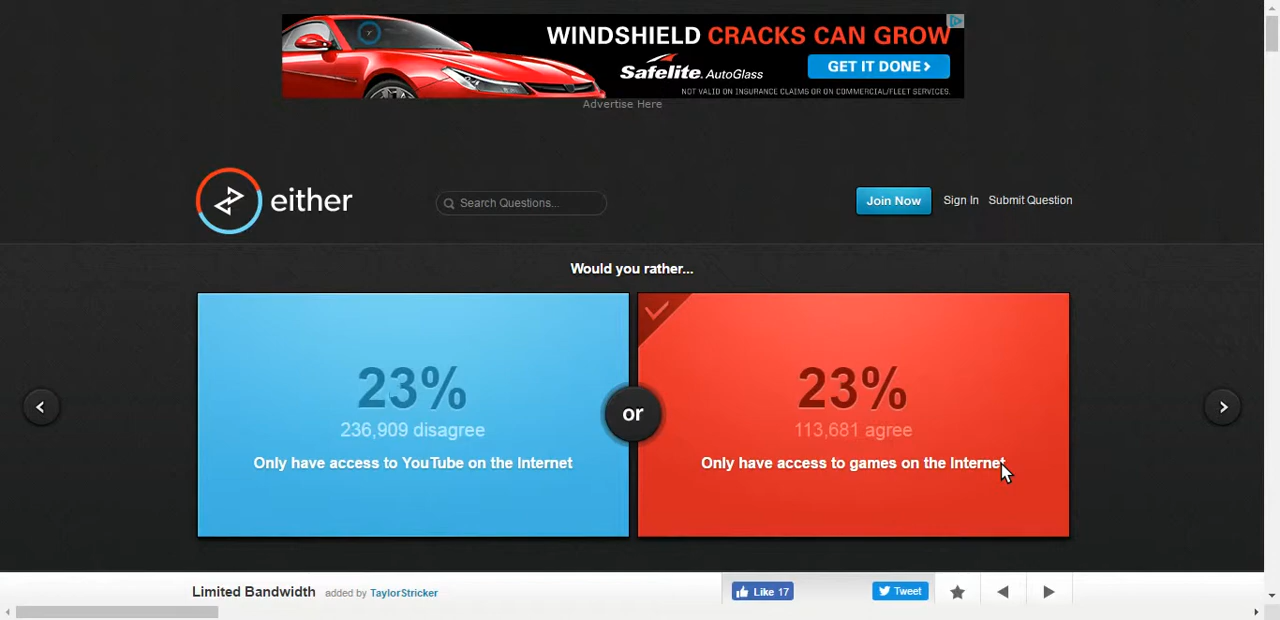 WINDSHIELD CRACKS CAN GROW
Safelite. AutoGlass
GET IT DONE >
NOT VALID ON INSURANCE CLAIMS OR ON COMMERCIAL/FLEET SERVICES.
Advertise Here
either
Search Questions...
Join Now
Sign In
Submit Question
Would you rather...
23%
236,909 disagree
Only have access to YouTube on the Internet
or
23%
113,681 agree
Only have access to games on the Internet
Limited Bandwidth added by TaylorStricker
Like 17
Tweet